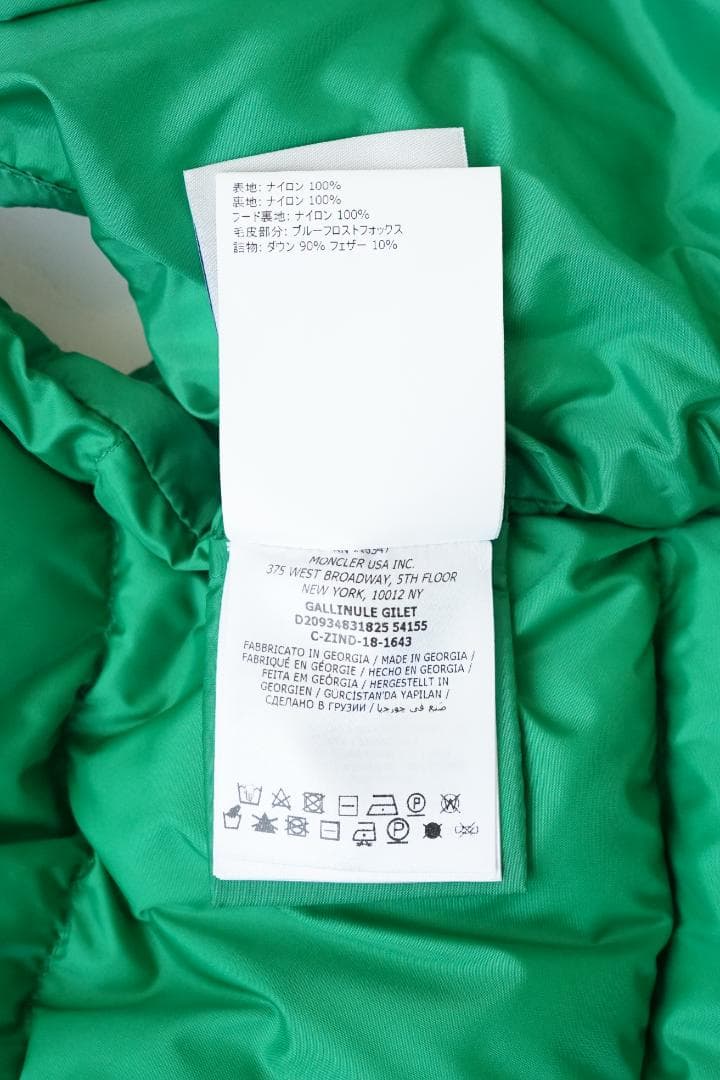 表地: ナイロン 100%
裏地: ナイロン 100%
フード裏地: ナイロン 100%
毛皮部分: ブルーフロストフォックス
詰物: ダウン 90% フェザー 10%
MONCLER USA INC.
375 WEST BROADWAY, 5TH FLOOR
NEW YORK, 10012 NY
GALLINULE GILET
D20934831825 54155
C-ZIND-18-1643
FABBRICATO IN GEORGIA / MADE IN GEORGIA /
FABRIQUÉ EN GÉORGIE / HECHO EN GEORGIA /
FEITA EM GEÓRGIA / HERGESTELLT IN
GEORGIEN / GÜRCISTAN'DA YAPILAN /
СДЕЛАНО В ГРУЗИИ / صنع في جورجيا